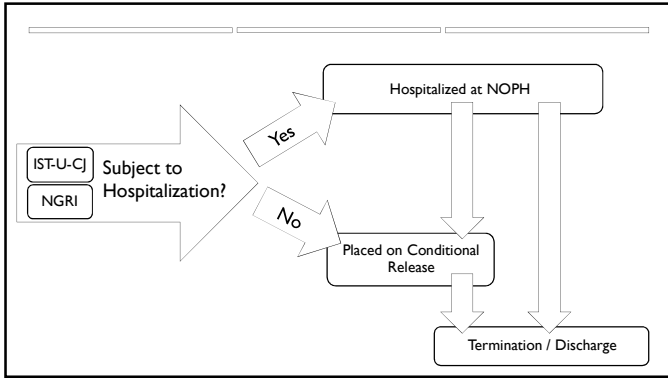 Hospitalized at NOPH
Yes
IST-U-CJ
NGRI
Subject to
Hospitalization?
No
Placed on Conditional
Release
Termination / Discharge